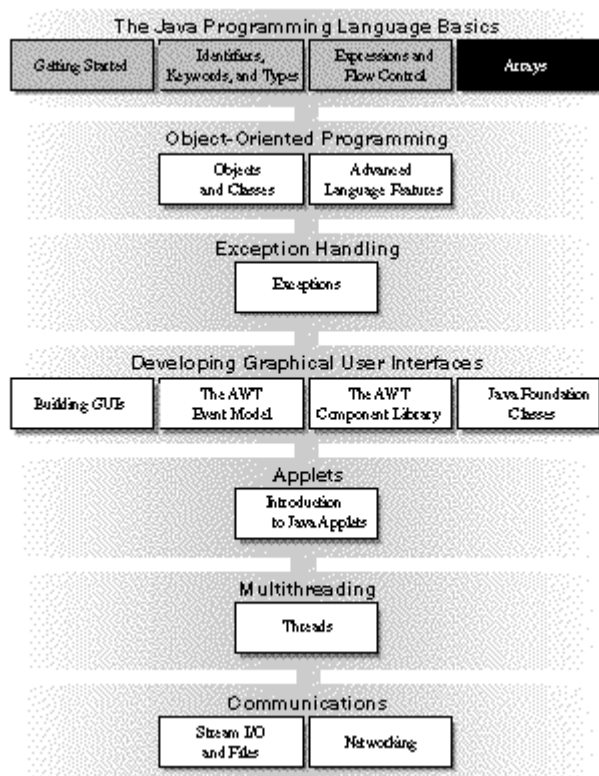 The Java Programming Language Basics
Getting Started
Identifiers,
Keywords, and Types
Expressions and
Flow Control
Arrays
Object-Oriented Programming
Objects
and Classes
Advanced
Language Features
Exception Handling
Exceptions
Developing Graphical User Interfaces
Building GUIs
The AWT
Event Model
The AWT
Component Library
Java Foundation
Classes
Applets
Introduction
to Java Applets
Multithreading
Threads
Communications
Stream I/O
and Files
Networking